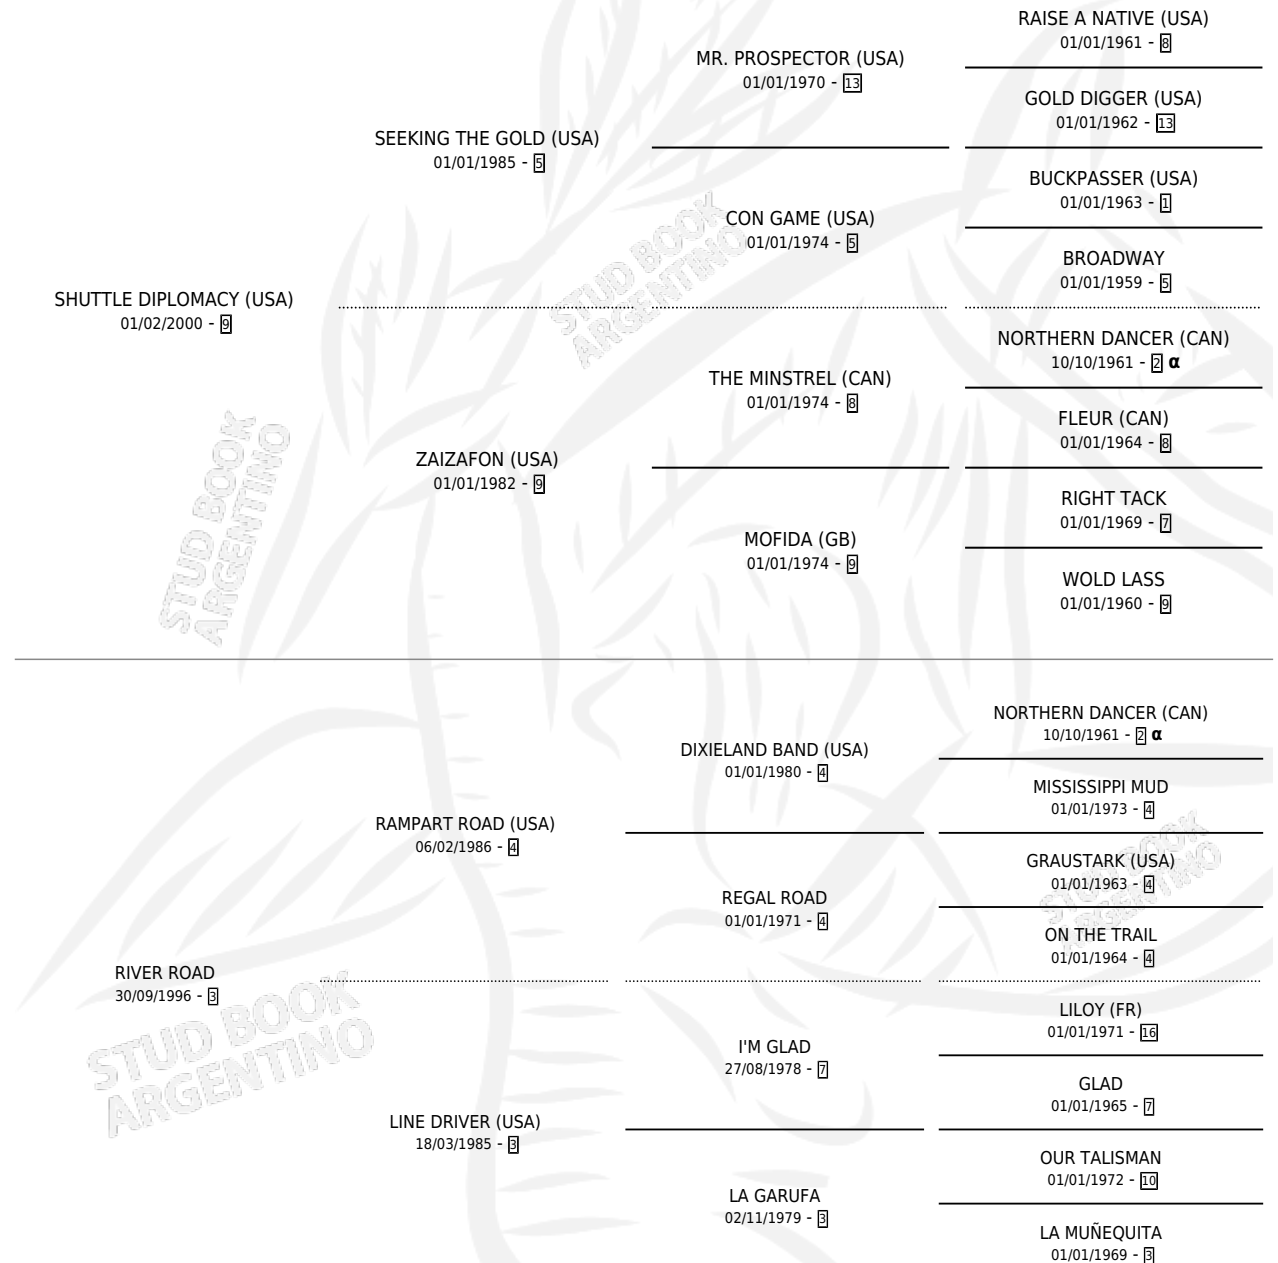 RAISE A NATIVE (USA)
01/01/1961 - 8
MR. PROSPECTOR (USA)
01/01/1970 - 13
GOLD DIGGER (USA)
01/01/1962 - 13
SEEKING THE GOLD (USA)
01/01/1985 - 5
BUCKPASSER (USA)
01/01/1963 - 1
CON GAME (USA)
01/01/1974 - 5
BROADWAY
01/01/1959 - 5
SHUTTLE DIPLOMACY (USA)
01/02/2000 - 9
NORTHERN DANCER (CAN)
10/10/1961 - 2 α
THE MINSTREL (CAN)
01/01/1974 - 8
FLEUR (CAN)
01/01/1964 - 8
ZAIZAFON (USA)
01/01/1982 - 9
RIGHT TACK
01/01/1969 - 7
MOFIDA (GB)
01/01/1974 - 9
WOLD LASS
01/01/1960 - 9
NORTHERN DANCER (CAN)
10/10/1961 - 2 α
DIXIELAND BAND (USA)
01/01/1980 - 4
MISSISSIPPI MUD
01/01/1973 - 4
RAMPART ROAD (USA)
06/02/1986 - 4
GRAUSTARK (USA)
01/01/1963 - 4
REGAL ROAD
01/01/1971 - 4
ON THE TRAIL
01/01/1964 - 4
RIVER ROAD
30/09/1996 - 3
LILOY (FR)
01/01/1971 - 16
I'M GLAD
27/08/1978 - 7
GLAD
01/01/1965 - 7
LINE DRIVER (USA)
18/03/1985 - 3
OUR TALISMAN
01/01/1972 - 10
LA GARUFA
02/11/1979 - 3
LA MUÑEQUITA
01/01/1969 - 3
STUD BOOK
ARGENTINO
STUD BOOK
ARGENTINO
STUD BOOK
ARGENTINO
STUD BOOK
ARGENTINO